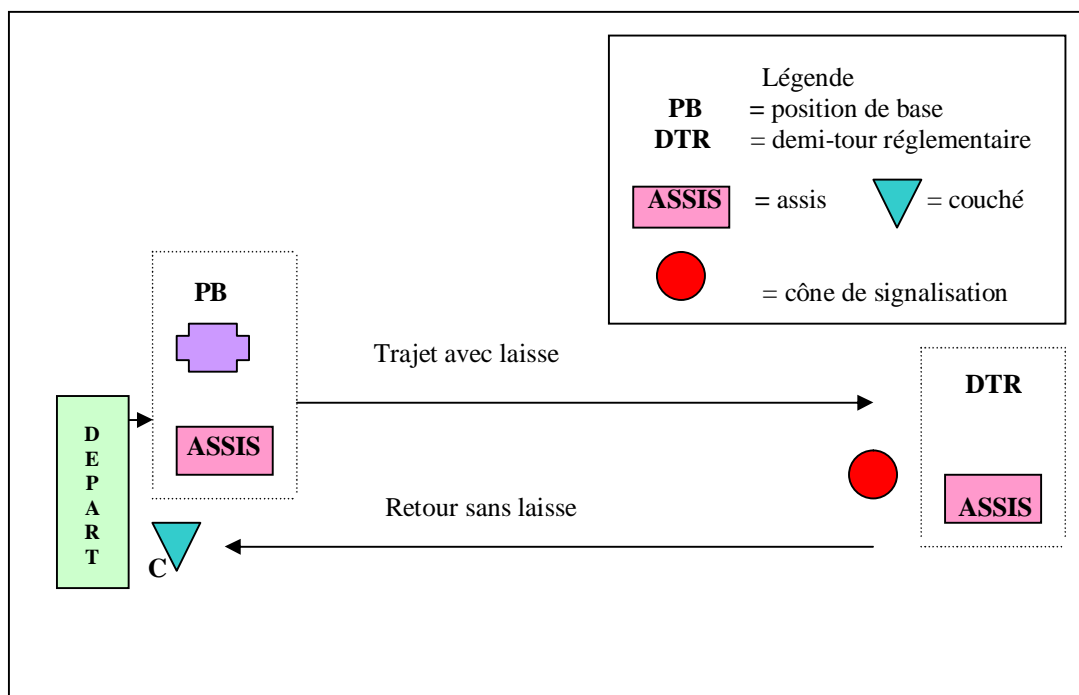 Légende
PB = position de base
DTR = demi-tour réglementaire
ASSIS = assis = couché
= cône de signalisation
PB
Trajet avec laisse
DTR
DEPART
ASSIS
ASSIS
Retour sans laisse
C